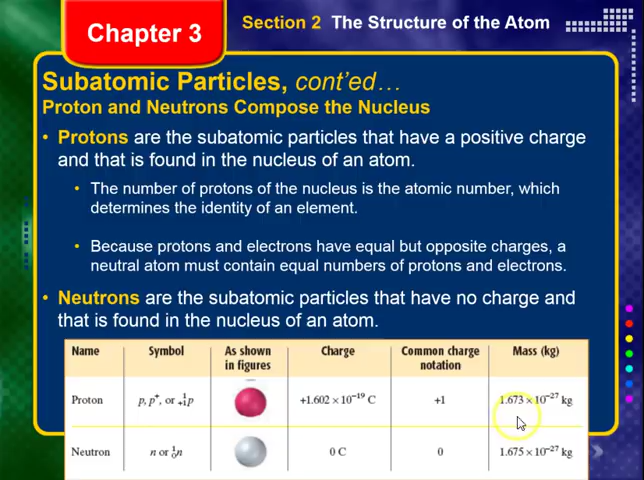 Chapter 3
Section 2 The Structure of the Atom
Subatomic Particles, cont'ed…
Proton and Neutrons Compose the Nucleus
• Protons are the subatomic particles that have a positive charge
and that is found in the nucleus of an atom.
• The number of protons of the nucleus is the atomic number, which
determines the identity of an element.
• Because protons and electrons have equal but opposite charges, a
neutral atom must contain equal numbers of protons and electrons.
• Neutrons are the subatomic particles that have no charge and
that is found in the nucleus of an atom.
Name Symbol As shown in figures Charge Common charge notation Mass (kg)
Proton p, p⁺, or ¹₊₁p +1.602 × 10⁻¹⁹ C +1 1.673 × 10⁻²⁷ kg
Neutron n or ¹₀n 0 C 0 1.675 × 10⁻²⁷ kg